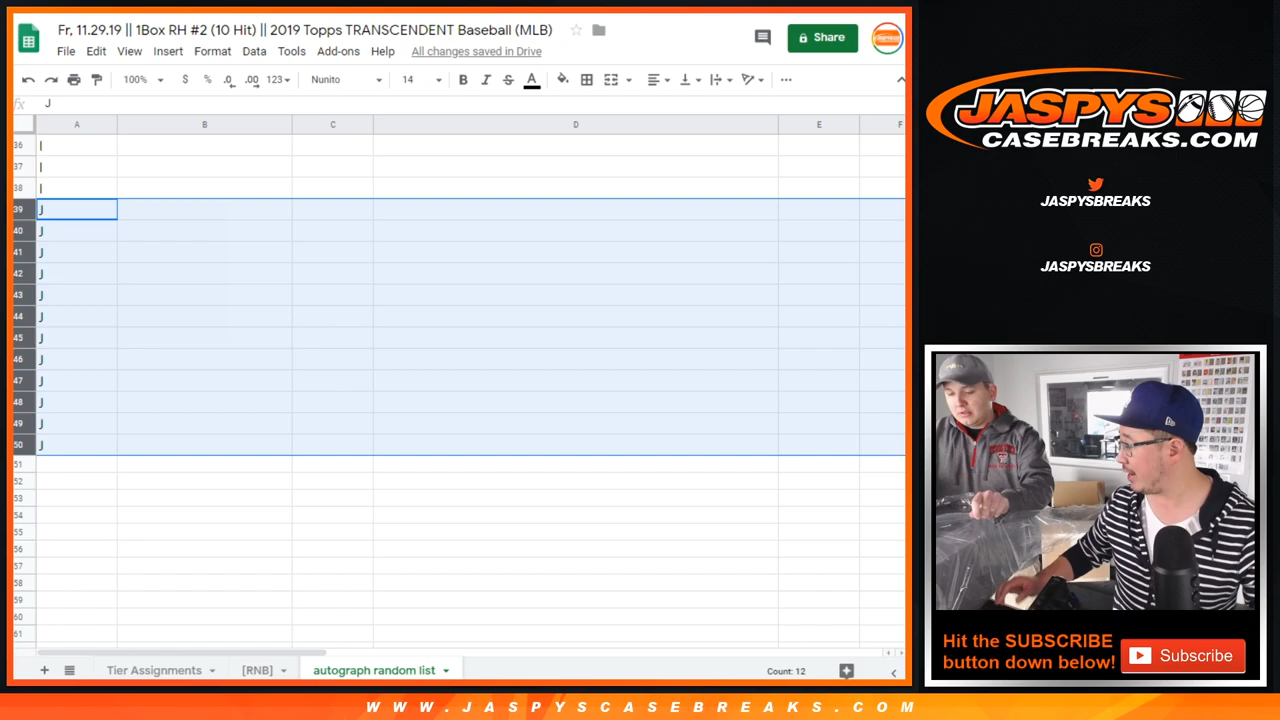 Fr, 11.29.19 || 1Box RH #2 (10 Hit) || 2019 Topps TRANSCENDENT Baseball (MLB)
File Edit View Insert Format Data Tools Add-ons Help All changes saved in Drive
Share
100% $ % .0 .00 123 Nunito 14 B I S A
fx J
A B C D E F
36 |
37 |
38 |
39 J
40 J
41 J
42 J
43 J
44 J
45 J
46 J
47 J
48 J
49 J
50 J
51
52
53
54
55
56
57
58
59
60
61
Tier Assignments [RNB] autograph random list Count: 12
JASPYS
CASEBREAKS.COM
JASPYSBREAKS
JASPYSBREAKS
Hit the SUBSCRIBE
button down below!
Subscribe
WWW.JASPYSCASEBREAKS.COM